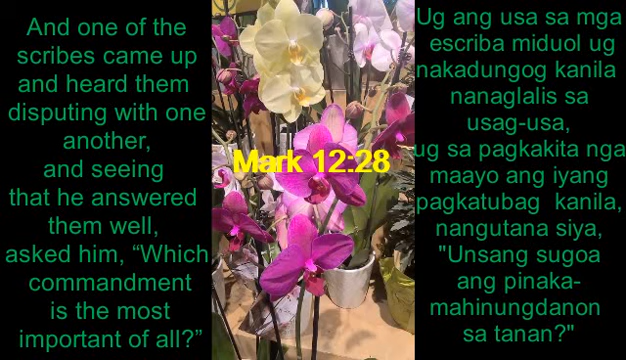 And one of the
scribes came up
and heard them
disputing with one
another,
and seeing
that he answered
them well,
asked him, “Which
commandment
is the most
important of all?”
Mark 12:28
Ug ang usa sa mga
escriba miduol ug
nakadungog kanila
nanaglalis sa
usag-usa,
ug sa pagkakita nga
maayo ang iyang
pagkatubag kanila,
nangutana siya,
"Unsang sugoa
ang pinaka-
mahinungdanon
sa tanan?"